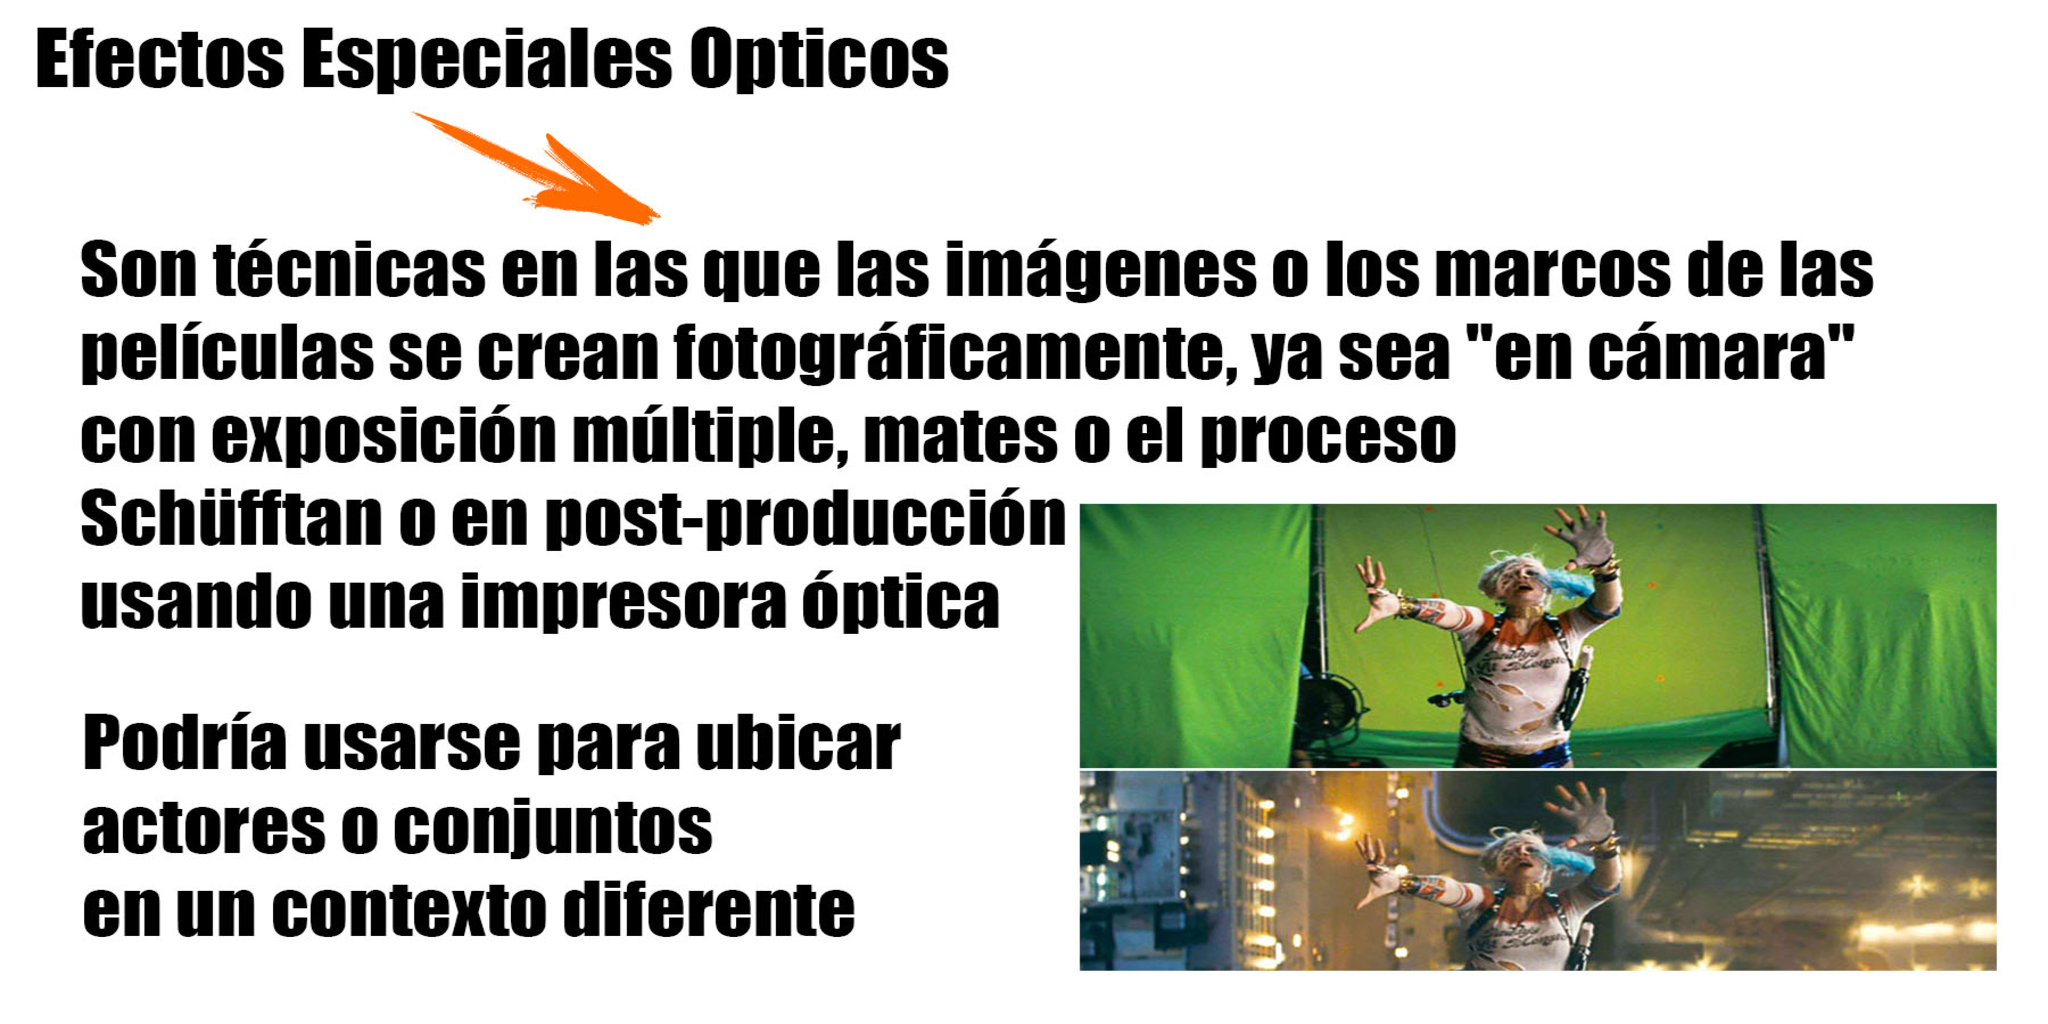 Efectos Especiales Opticos
Son técnicas en las que las imágenes o los marcos de las
películas se crean fotográficamente, ya sea "en cámara"
con exposición múltiple, mates o el proceso
Schüfftan o en post-producción
usando una impresora óptica
Podría usarse para ubicar
actores o conjuntos
en un contexto diferente